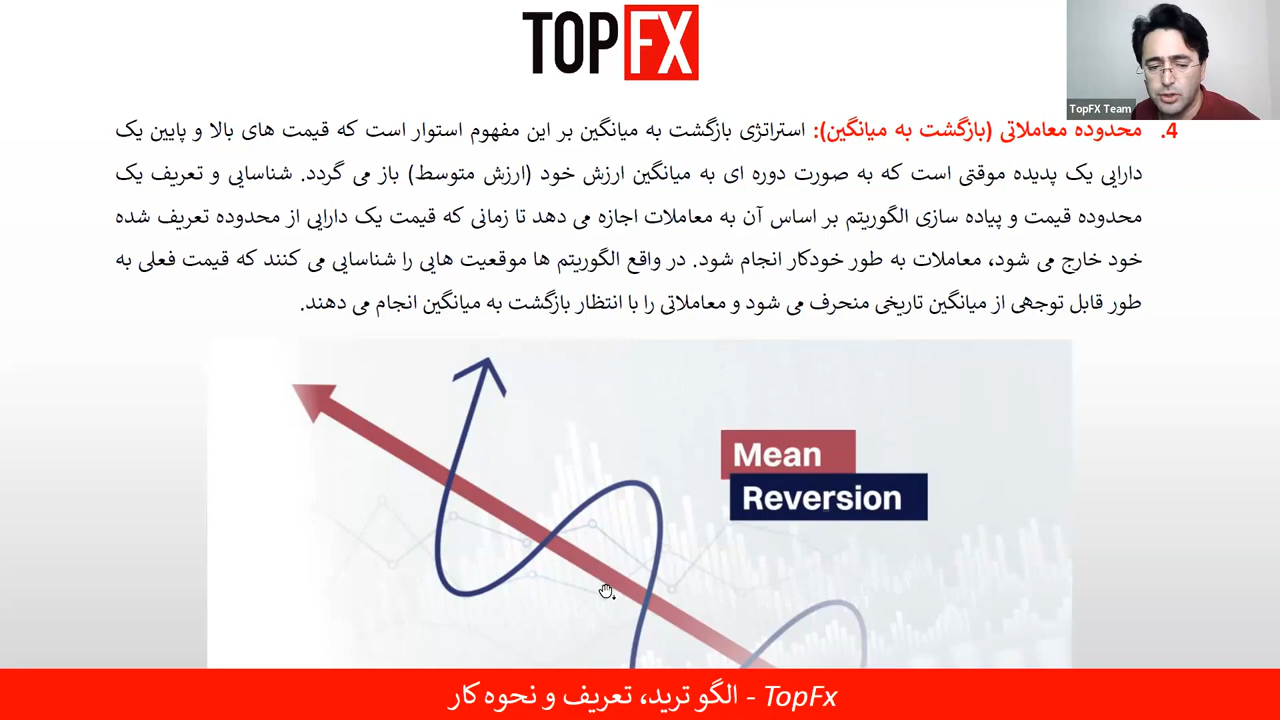 TOPFX
TopFX Team
4. محدوده معاملاتی (بازگشت به میانگین): استراتژی بازگشت به میانگین بر این مفهوم استوار است که قیمت های بالا و پایین یک
دارایی یک پدیده موقتی است که به صورت دوره ای به میانگین ارزش خود (ارزش متوسط) باز می گردد. شناسایی و تعریف یک
محدوده قیمت و پیاده سازی الگوریتم بر اساس آن به معاملات اجازه می دهد تا زمانی که قیمت یک دارایی از محدوده تعریف شده
خود خارج می شود، معاملات به طور خودکار انجام شود. در واقع الگوریتم ها موقعیت هایی را شناسایی می کنند که قیمت فعلی به
طور قابل توجهی از میانگین تاریخی منحرف می شود و معاملاتی را با انتظار بازگشت به میانگین انجام می دهند.
Mean
Reversion
الگو ترید، تعریف و نحوه کار - TopFx